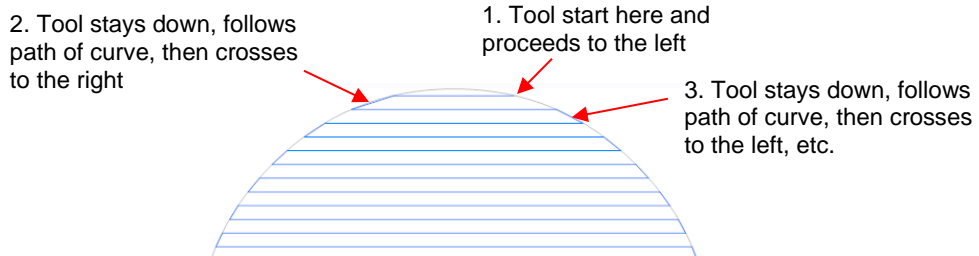 1. Tool start here and
proceeds to the left
2. Tool stays down, follows
path of curve, then crosses
to the right
3. Tool stays down, follows
path of curve, then crosses
to the left, etc.